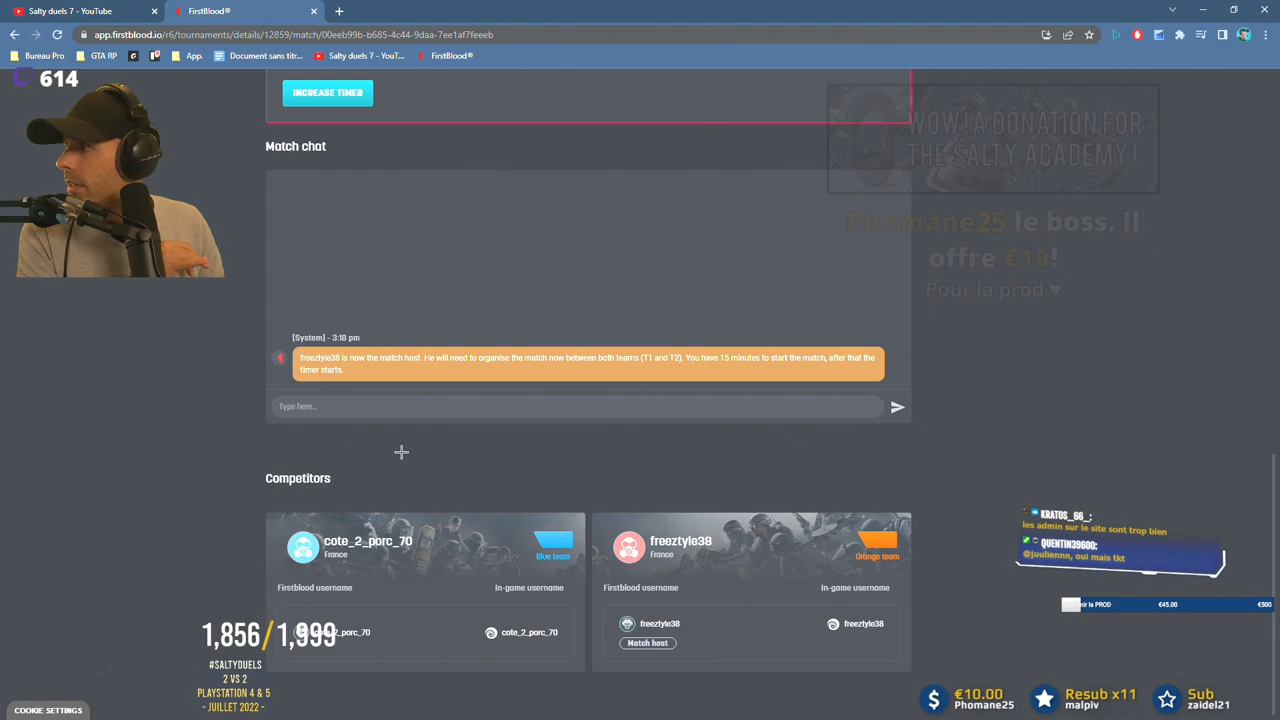 Salty duels 7 - YouTube
FirstBlood®
app.firstblood.io/r6/tournaments/details/12859/match/00eeb99b-b685-4c44-9daa-7ee1af7feeeb
Bureau Pro
GTA RP
App.
Document sans titr...
Salty duels 7 - YouT...
FirstBlood®
614
INCREASE TIMER
WOW! A DONATION FOR
THE SALTY ACADEMY !
Match chat
Phomane25 le boss. Il
offre €10!
Pour la prod ♥
[System] - 3:18 pm
freeztyle38 is now the match host. He will need to organise the match now between both teams (T1 and T2). You have 15 minutes to start the match, after that the
timer starts.
Type here...
Competitors
cote_2_porc_70
France
Blue team
freeztyle38
France
Orange team
Firstblood username
In-game username
Firstblood username
In-game username
cote_2_porc_70
freeztyle38
freeztyle38
Match host
KRATOS_66_:
les admin sur le site sont trop bien
QUENTIN39600:
@juuliennn, oui mais tkt
la PROD
€45.00
€500
1,856/1,999
#SALTYDUELS
2 VS 2
PLAYSTATION 4 & 5
- JUILLET 2022 -
COOKIE SETTINGS
€10.00
Phomane25
Resub x11
malpiv
Sub
zaidel21